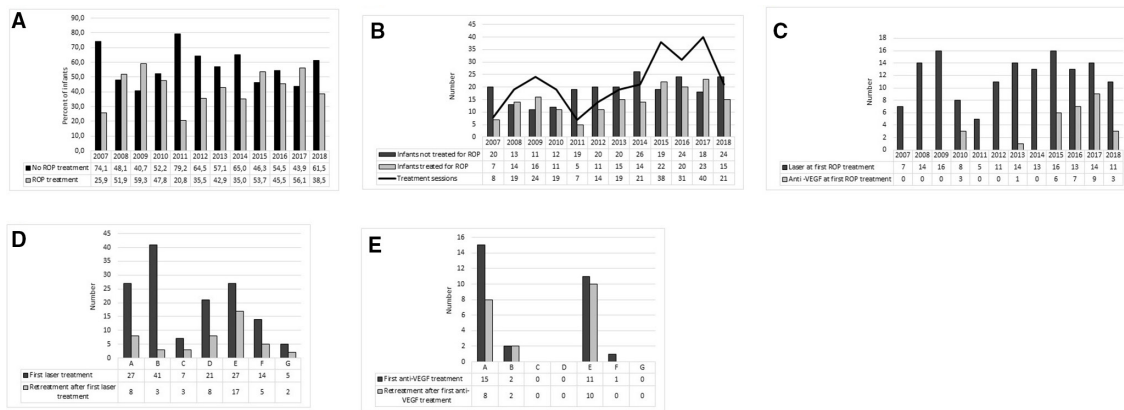 A
90,0
80,0
70,0
60,0
50,0
40,0
30,0
20,0
10,0
0,0
Percent of infants
2007 2008 2009 2010 2011 2012 2013 2014 2015 2016 2017 2018
No ROP treatment 74,1 48,1 40,7 52,2 79,2 64,5 57,1 65,0 46,3 54,5 43,9 61,5
ROP treatment 25,9 51,9 59,3 47,8 20,8 35,5 42,9 35,0 53,7 45,5 56,1 38,5
B
45
40
35
30
25
20
15
10
5
0
Number
2007 2008 2009 2010 2011 2012 2013 2014 2015 2016 2017 2018
Infants not treated for ROP 20 13 11 12 19 20 20 26 19 24 18 24
Infants treated for ROP 7 14 16 11 5 11 15 14 22 20 23 15
Treatment sessions 8 19 24 19 7 14 19 21 38 31 40 21
C
18
16
14
12
10
8
6
4
2
0
Number
2007 2008 2009 2010 2011 2012 2013 2014 2015 2016 2017 2018
Laser at first ROP treatment 7 14 16 8 5 11 14 13 16 13 14 11
Anti -VEGF at first ROP treatment 0 0 0 3 0 0 1 0 6 7 9 3
D
45
40
35
30
25
20
15
10
5
0
Number
A B C D E F G
First laser treatment 27 41 7 21 27 14 5
Retreatment after first laser
treatment 8 3 3 8 17 5 2
E
16
14
12
10
8
6
4
2
0
Number
A B C D E F G
First anti-VEGF treatment 15 2 0 0 11 1 0
Retreatment after first anti-
VEGF treatment 8 2 0 0 10 0 0